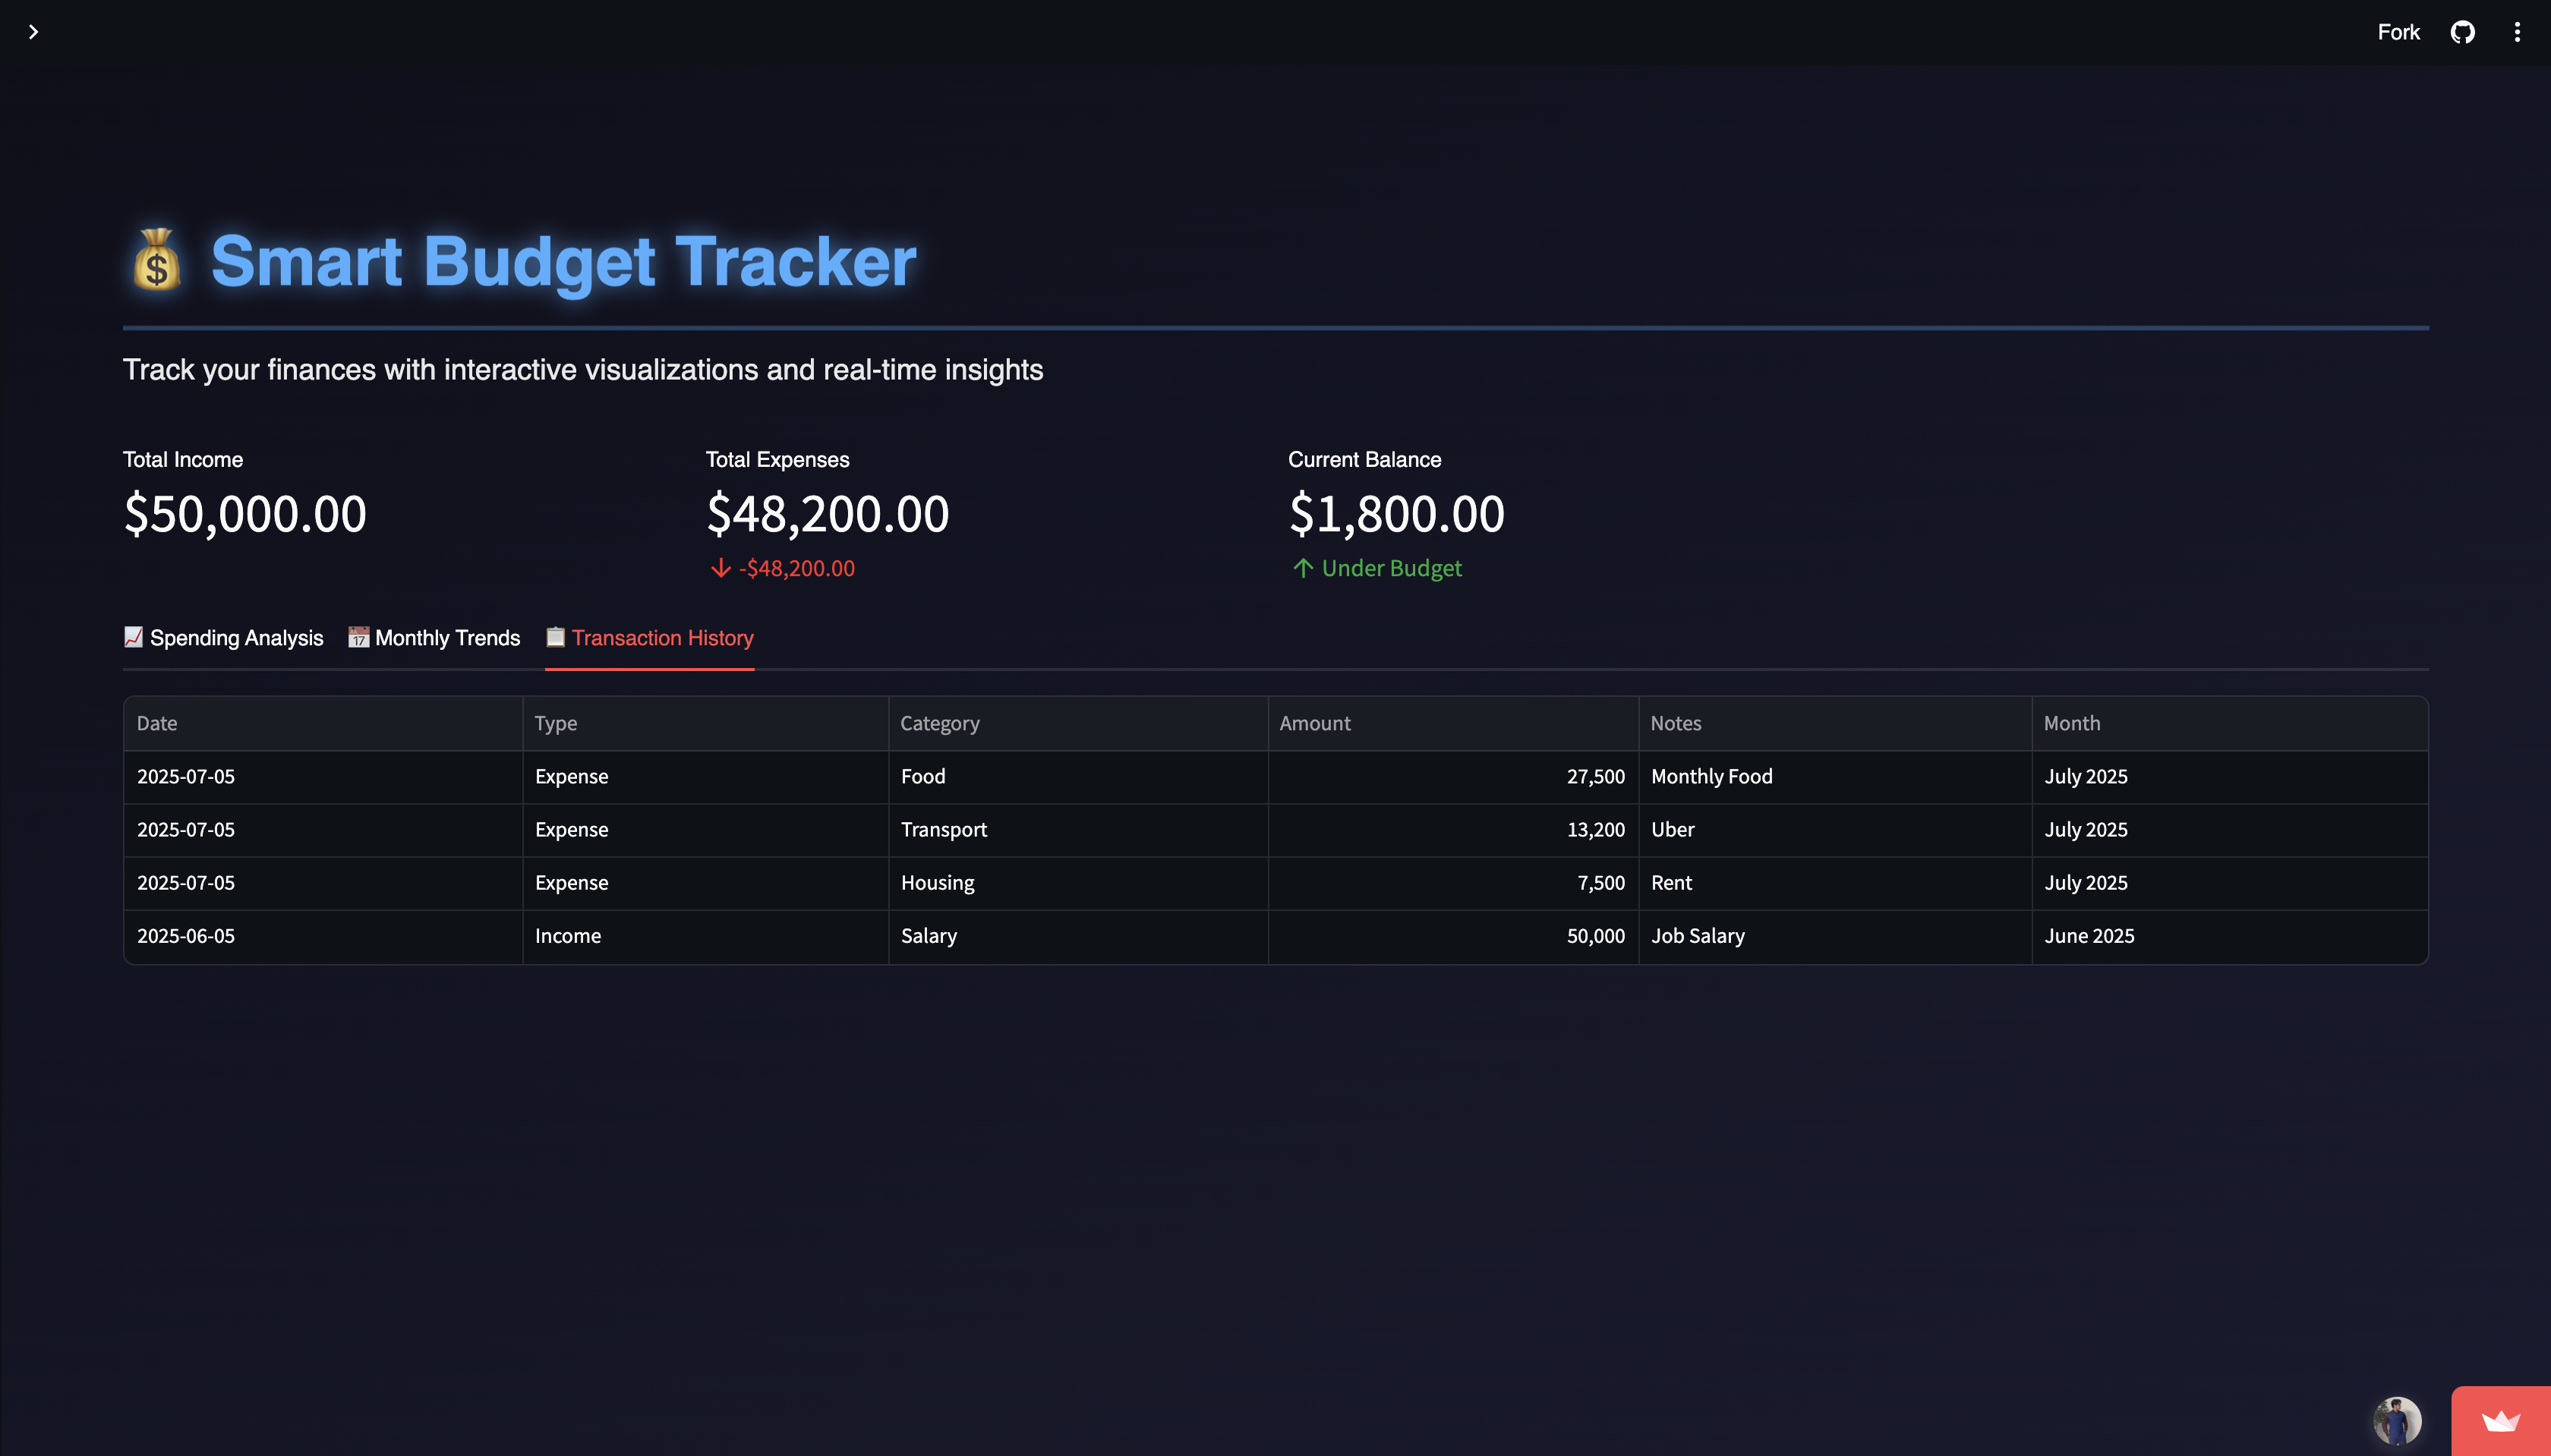 Fork
Smart Budget Tracker
Track your finances with interactive visualizations and real-time insights
Total Income Total Expenses Current Balance
$50,000.00 $48,200.00 $1,800.00
-$48,200.00 Under Budget
Spending Analysis 17 Monthly Trends Transaction History
Date Type Category Amount Notes Month
2025-07-05 Expense Food 27,500 Monthly Food July 2025
2025-07-05 Expense Transport 13,200 Uber July 2025
2025-07-05 Expense Housing 7,500 Rent July 2025
2025-06-05 Income Salary 50,000 Job Salary June 2025